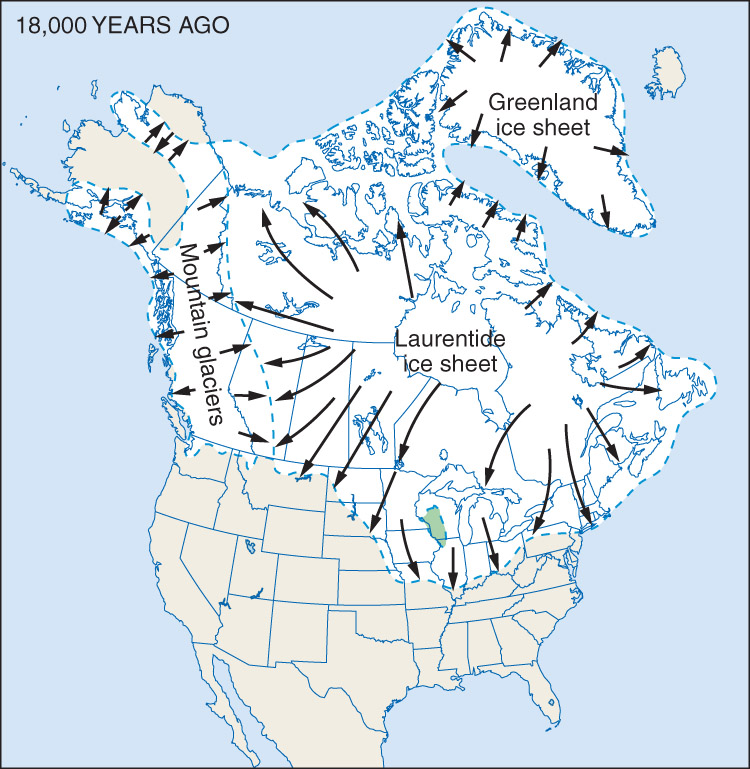 18,000 YEARS AGO
Greenland
ice sheet
Mountain glaciers
Laurentide
ice sheet